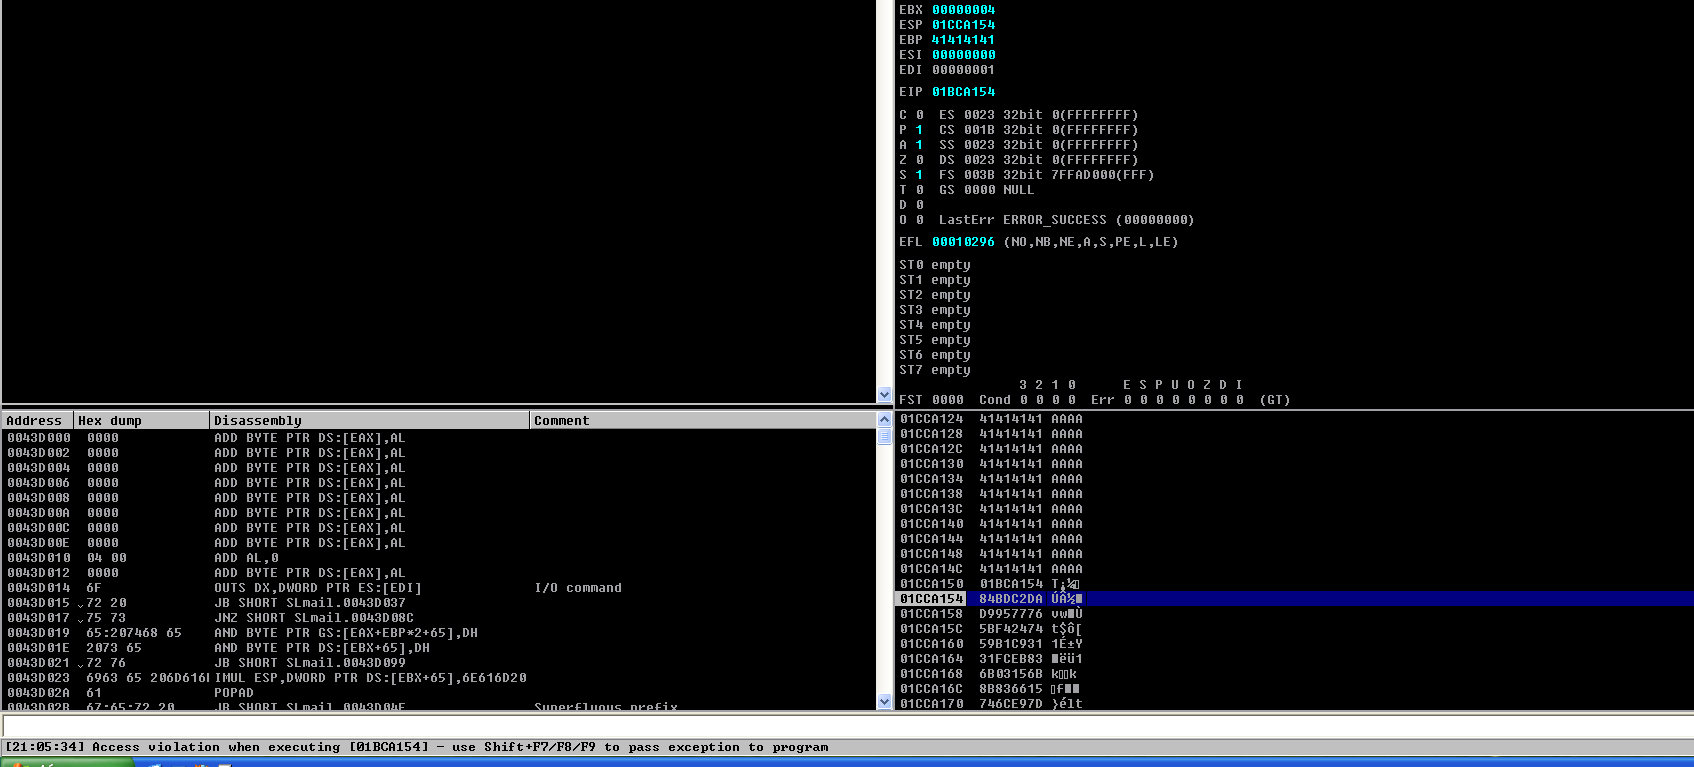 EBX 00000004
ESP 01CCA154
EBP 41414141
ESI 00000000
EDI 00000001
EIP 01BCA154
C 0 ES 0023 32bit 0(FFFFFFFF)
P 1 CS 001B 32bit 0(FFFFFFFF)
A 1 SS 0023 32bit 0(FFFFFFFF)
Z 0 DS 0023 32bit 0(FFFFFFFF)
S 1 FS 003B 32bit 7FFAD000(FFF)
T 0 GS 0000 NULL
D 0
O 0 LastErr ERROR_SUCCESS (00000000)
EFL 00010296 (NO,NB,NE,A,S,PE,L,LE)
ST0 empty
ST1 empty
ST2 empty
ST3 empty
ST4 empty
ST5 empty
ST6 empty
ST7 empty
3 2 1 0 E S P U O Z D I
FST 0000 Cond 0 0 0 0 Err 0 0 0 0 0 0 0 0 (GT)
Address Hex dump Disassembly Comment
0043D000 0000 ADD BYTE PTR DS:[EAX],AL
0043D002 0000 ADD BYTE PTR DS:[EAX],AL
0043D004 0000 ADD BYTE PTR DS:[EAX],AL
0043D006 0000 ADD BYTE PTR DS:[EAX],AL
0043D008 0000 ADD BYTE PTR DS:[EAX],AL
0043D00A 0000 ADD BYTE PTR DS:[EAX],AL
0043D00C 0000 ADD BYTE PTR DS:[EAX],AL
0043D00E 0000 ADD BYTE PTR DS:[EAX],AL
0043D010 04 00 ADD AL,0
0043D012 0000 ADD BYTE PTR DS:[EAX],AL
0043D014 6F OUTS DX,DWORD PTR ES:[EDI] I/O command
0043D015 72 20 JB SHORT SLmail.0043D037
0043D017 75 73 JNZ SHORT SLmail.0043D08C
0043D019 65:207468 65 AND BYTE PTR GS:[EAX+EBP*2+65],DH
0043D01E 2073 65 AND BYTE PTR DS:[EBX+65],DH
0043D021 72 76 JB SHORT SLmail.0043D099
0043D023 6963 65 206D616 IMUL ESP,DWORD PTR DS:[EBX+65],6E616D20
0043D02A 61 POPAD
0043D02B 67:65:72 20 JB SHORT SLmail.0043D04F Superfluous prefix
01CCA124 41414141 AAAA
01CCA128 41414141 AAAA
01CCA12C 41414141 AAAA
01CCA130 41414141 AAAA
01CCA134 41414141 AAAA
01CCA138 41414141 AAAA
01CCA13C 41414141 AAAA
01CCA140 41414141 AAAA
01CCA144 41414141 AAAA
01CCA148 41414141 AAAA
01CCA14C 41414141 AAAA
01CCA150 01BCA154 T¡¼
01CCA154 84BDC2DA ÚÂ½
01CCA158 D9957776 vwÙ
01CCA15C 5BF42474 t$ô[
01CCA160 59B1C931 1É±Y
01CCA164 31FCEB83 ëü1
01CCA168 6B03156B kk
01CCA16C 8B836615 f
01CCA170 746CE97D }élt
[21:05:34] Access violation when executing [01BCA154] - use Shift+F7/F8/F9 to pass exception to program